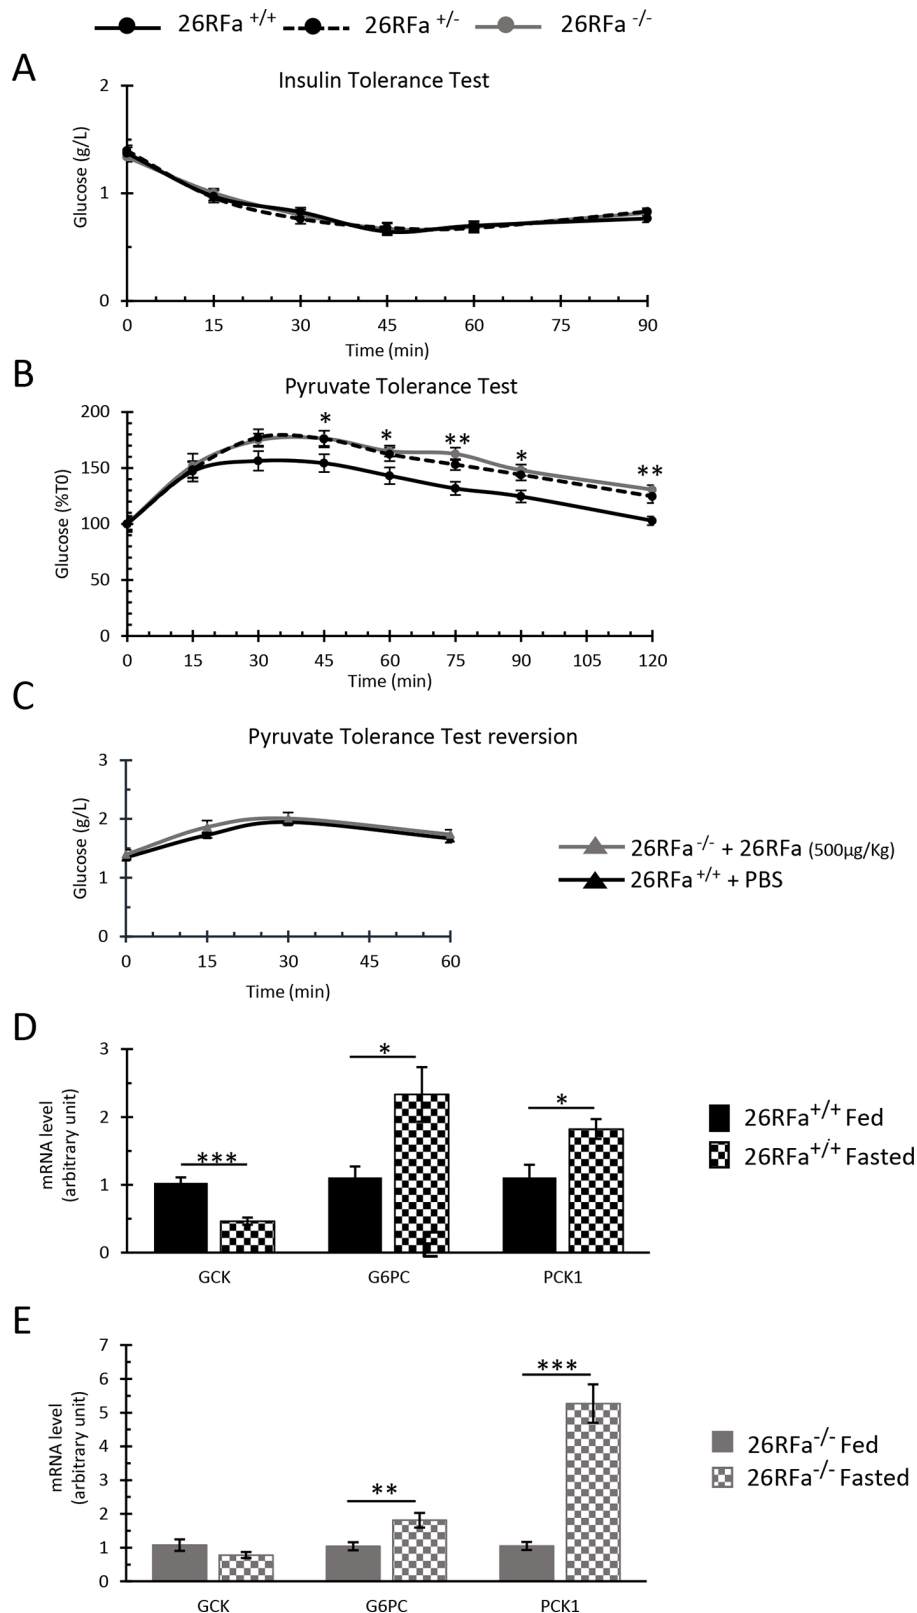 26RFa +/+ 26RFa +/- 26RFa -/-
A
Insulin Tolerance Test
2
1
0
Glucose (g/L)
0 15 30 45 60 75 90
Time (min)
B
Pyruvate Tolerance Test
200
150
100
50
0
Glucose (%T0)
* * ** * **
0 15 30 45 60 75 90 105 120
Time (min)
C
Pyruvate Tolerance Test reversion
3
2
1
0
Glucose (g/L)
0 15 30 45 60
Time (min)
26RFa -/- + 26RFa (500µg/Kg)
26RFa +/+ + PBS
D
3
2
1
0
mRNA level
(arbitrary unit)
*** * *
GCK G6PC PCK1
26RFa+/+ Fed
26RFa+/+ Fasted
E
7
6
5
4
3
2
1
0
mRNA level
(arbitrary unit)
** ***
GCK G6PC PCK1
26RFa-/- Fed
26RFa-/- Fasted